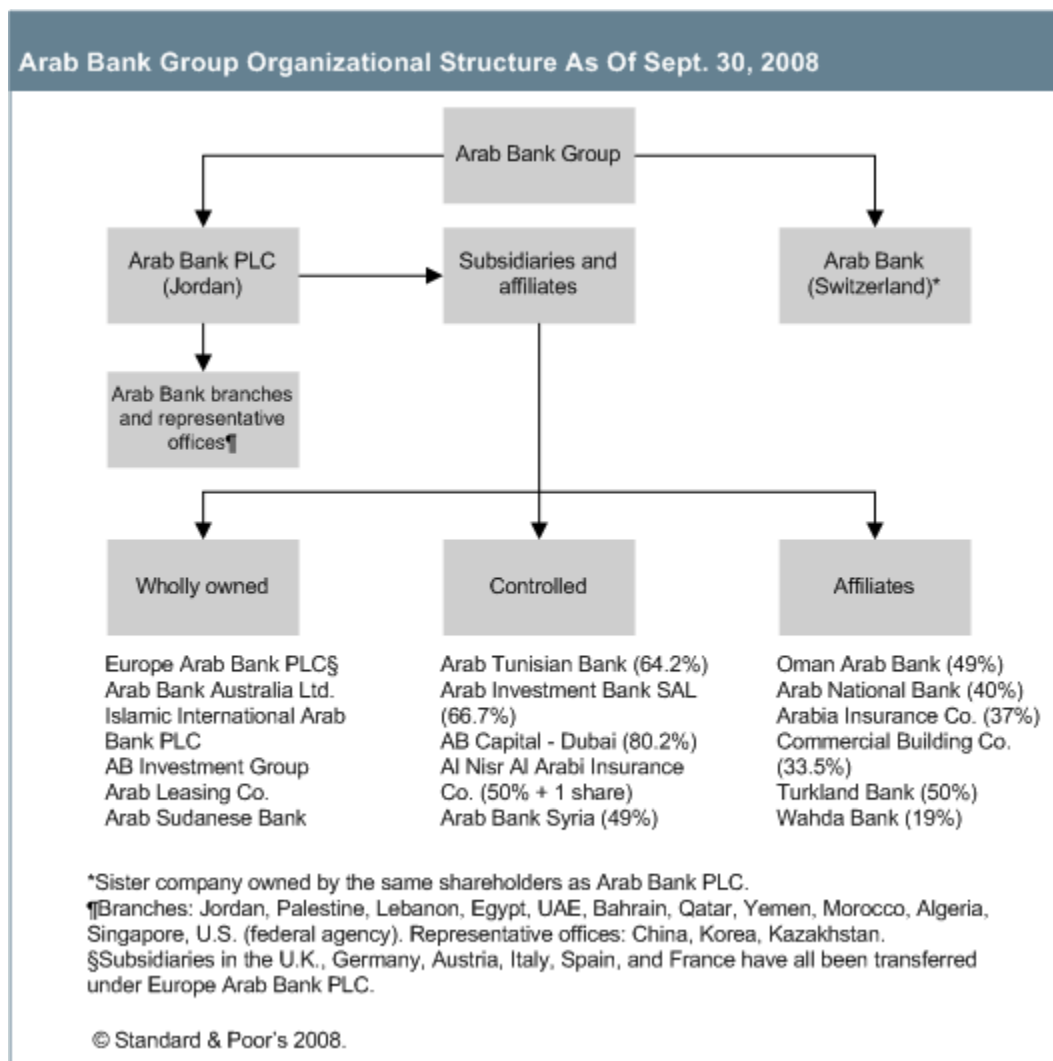 Arab Bank Group Organizational Structure As Of Sept. 30, 2008
Arab Bank Group
Arab Bank PLC
(Jordan)
Subsidiaries and
affiliates
Arab Bank
(Switzerland)*
Arab Bank branches
and representative
offices¶
Wholly owned
Controlled
Affiliates
Europe Arab Bank PLC§
Arab Bank Australia Ltd.
Islamic International Arab
Bank PLC
AB Investment Group
Arab Leasing Co.
Arab Sudanese Bank
Arab Tunisian Bank (64.2%)
Arab Investment Bank SAL
(66.7%)
AB Capital - Dubai (80.2%)
Al Nisr Al Arabi Insurance
Co. (50% + 1 share)
Arab Bank Syria (49%)
Oman Arab Bank (49%)
Arab National Bank (40%)
Arabia Insurance Co. (37%)
Commercial Building Co.
(33.5%)
Turkland Bank (50%)
Wahda Bank (19%)
*Sister company owned by the same shareholders as Arab Bank PLC.
¶Branches: Jordan, Palestine, Lebanon, Egypt, UAE, Bahrain, Qatar, Yemen, Morocco, Algeria,
Singapore, U.S. (federal agency). Representative offices: China, Korea, Kazakhstan.
§Subsidiaries in the U.K., Germany, Austria, Italy, Spain, and France have all been transferred
under Europe Arab Bank PLC.
© Standard & Poor's 2008.